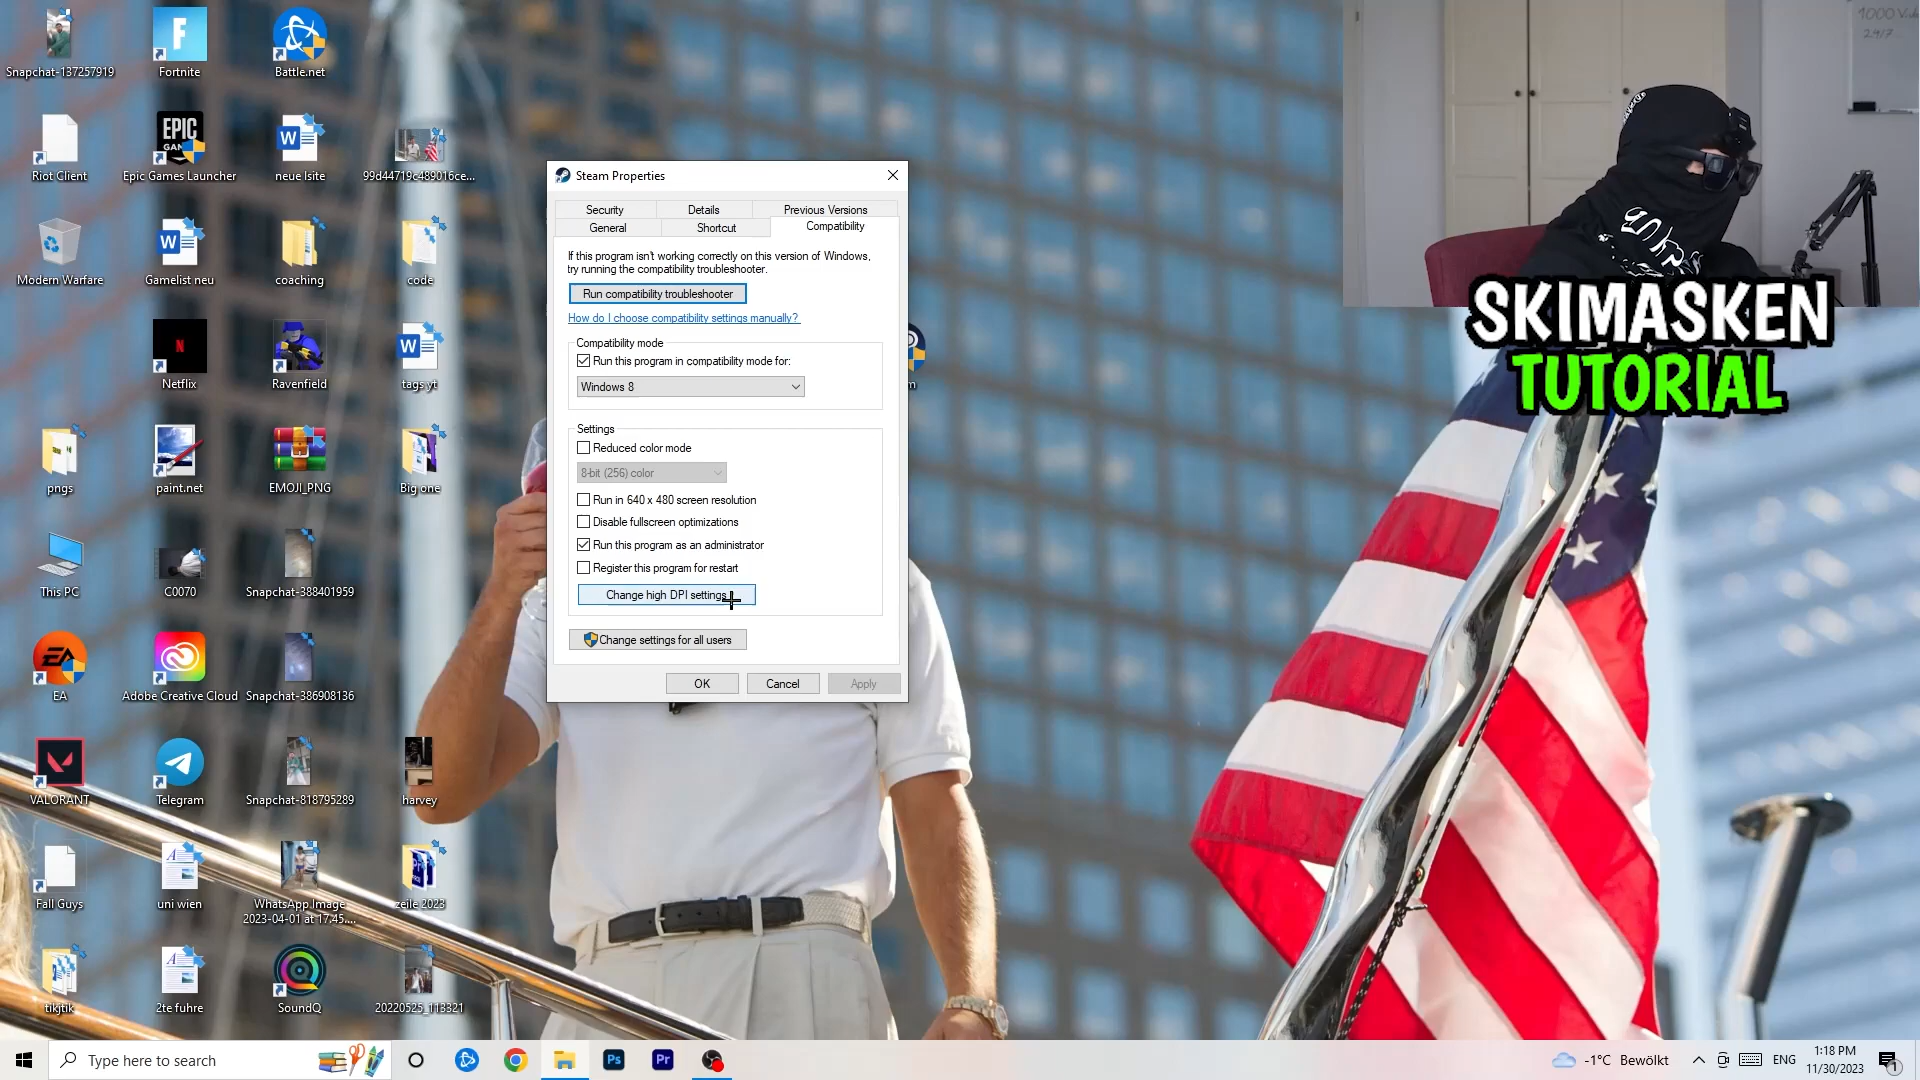 Snapchat-137257919
Fortnite
Battle.net
EPIC
Riot Client
Epic Games Launcher
neue lsite
99d44719c489016ce...
Modern Warfare
Gamelist neu
coaching
code
N
Netflix
Ravenfield
tags yt
pngs
paint.net
EMOJI_PNG
Big one
This PC
C0070
Snapchat-388401959
EA
EA
Adobe Creative Cloud
Snapchat-386908136
VALORANT
Telegram
Snapchat-818795289
harvey
Fall Guys
uni wien
WhatsApp Image
2023-04-01 at 17.45....
zeile 2023
tikjtik
2te fuhre
SoundQ
20220525_113321
Steam Properties
Security
Details
Previous Versions
General
Shortcut
Compatibility
If this program isn't working correctly on this version of Windows,
try running the compatibility troubleshooter.
Run compatibility troubleshooter
How do I choose compatibility settings manually?
Compatibility mode
Run this program in compatibility mode for:
Windows 8
Settings
Reduced color mode
8-bit (256) color
Run in 640 x 480 screen resolution
Disable fullscreen optimizations
Run this program as an administrator
Register this program for restart
Change high DPI settings
Change settings for all users
OK
Cancel
Apply
SKIMASKEN
TUTORIAL
Type here to search
Ps
Pr
-1°C Bewölkt
ENG
1:18 PM
11/30/2023
1